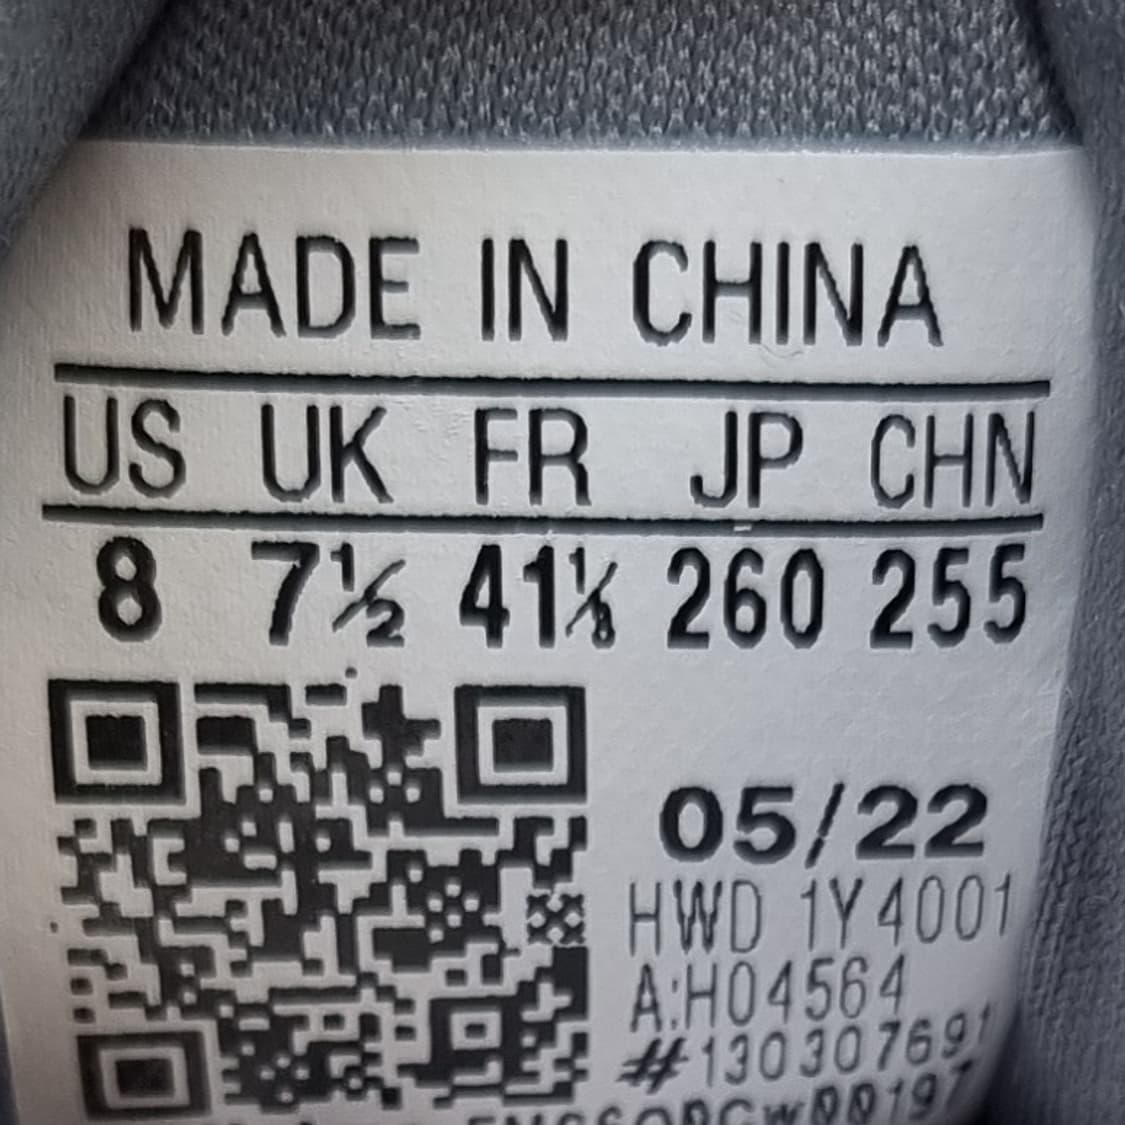 MADE IN CHINA
US UK FR JP CHN
8 7½ 41⅓ 260 255
05/22
HWD 1Y4001
A:H04564
#130307691